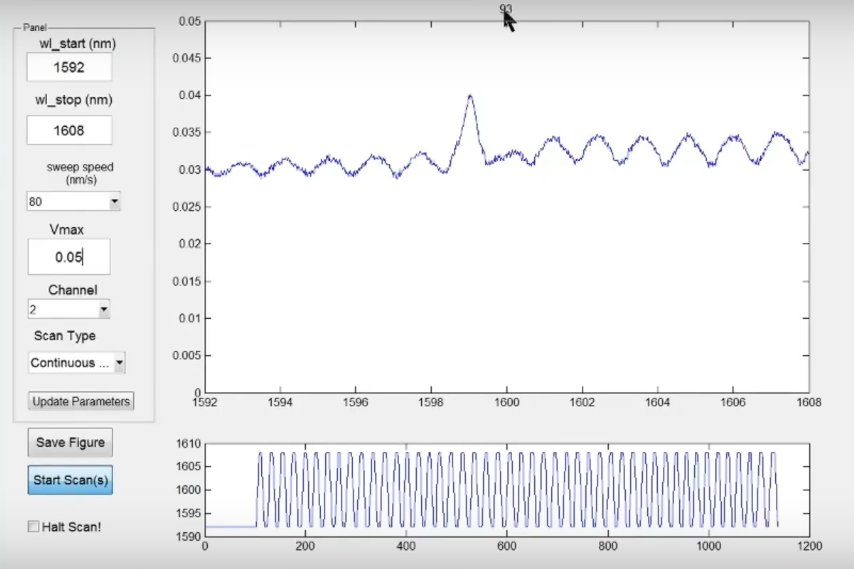 93
Panel
wl_start (nm)
1592
wl_stop (nm)
1608
sweep speed
(nm/s)
80
Vmax
0.05
Channel
2
Scan Type
Continuous ...
Update Parameters
Save Figure
Start Scan(s)
Halt Scan!
0.05
0.045
0.04
0.035
0.03
0.025
0.02
0.015
0.01
0.005
0
1592 1594 1596 1598 1600 1602 1604 1606 1608
1610
1605
1600
1595
1590
0 200 400 600 800 1000 1200